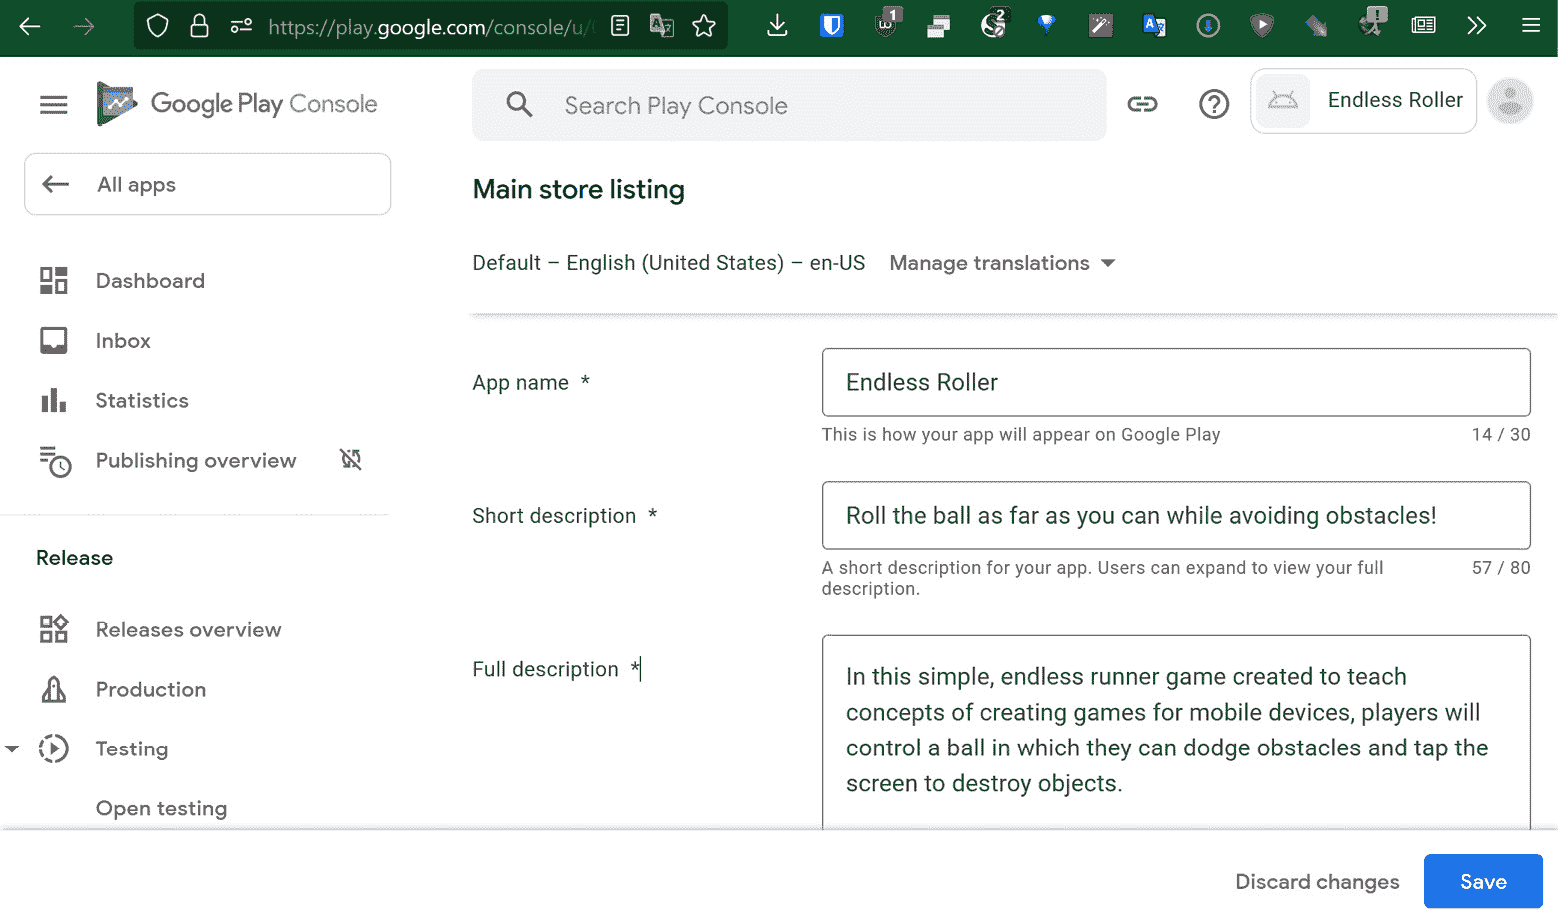 https://play.google.com/console/u/
1
2
!
Google Play Console
Search Play Console
Endless Roller
All apps
Main store listing
Default – English (United States) – en-US
Manage translations
Dashboard
Inbox
Statistics
Publishing overview
Release
Releases overview
Production
Testing
Open testing
App name *
Endless Roller
This is how your app will appear on Google Play
14 / 30
Short description *
Roll the ball as far as you can while avoiding obstacles!
A short description for your app. Users can expand to view your full
description.
57 / 80
Full description *
In this simple, endless runner game created to teach
concepts of creating games for mobile devices, players will
control a ball in which they can dodge obstacles and tap the
screen to destroy objects.
Discard changes
Save